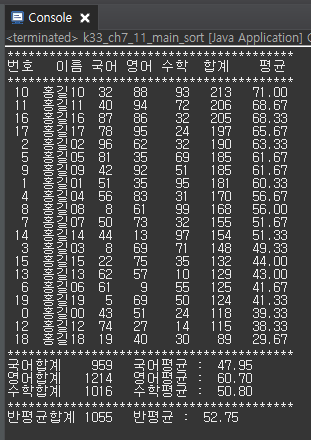 Console
<terminated> k33_ch7_11_main_sort [Java Application] C:
*********************************
번호 이름 국어 영어 수학 합계 평균
*********************************
10 홍길10 32 88 93 213 71.00
11 홍길11 40 94 72 206 68.67
16 홍길16 87 86 32 205 68.33
17 홍길17 78 95 24 197 65.67
2 홍길02 96 62 32 190 63.33
5 홍길05 81 35 69 185 61.67
9 홍길09 42 92 51 185 61.67
1 홍길01 51 35 95 181 60.33
4 홍길04 56 83 31 170 56.67
8 홍길08 8 61 99 168 56.00
7 홍길07 50 73 32 155 51.67
14 홍길14 44 13 97 154 51.33
3 홍길03 8 69 71 148 49.33
15 홍길15 22 75 35 132 44.00
13 홍길13 62 57 10 129 43.00
6 홍길06 61 9 55 125 41.67
19 홍길19 5 69 50 124 41.33
0 홍길00 43 51 24 118 39.33
12 홍길12 74 27 14 115 38.33
18 홍길18 19 40 30 89 29.67
*********************************
국어합계 959 국어평균 : 47.95
영어합계 1214 영어평균 : 60.70
수학합계 1016 수학평균 : 50.80
*********************************
반평균합계 1055 반평균 : 52.75